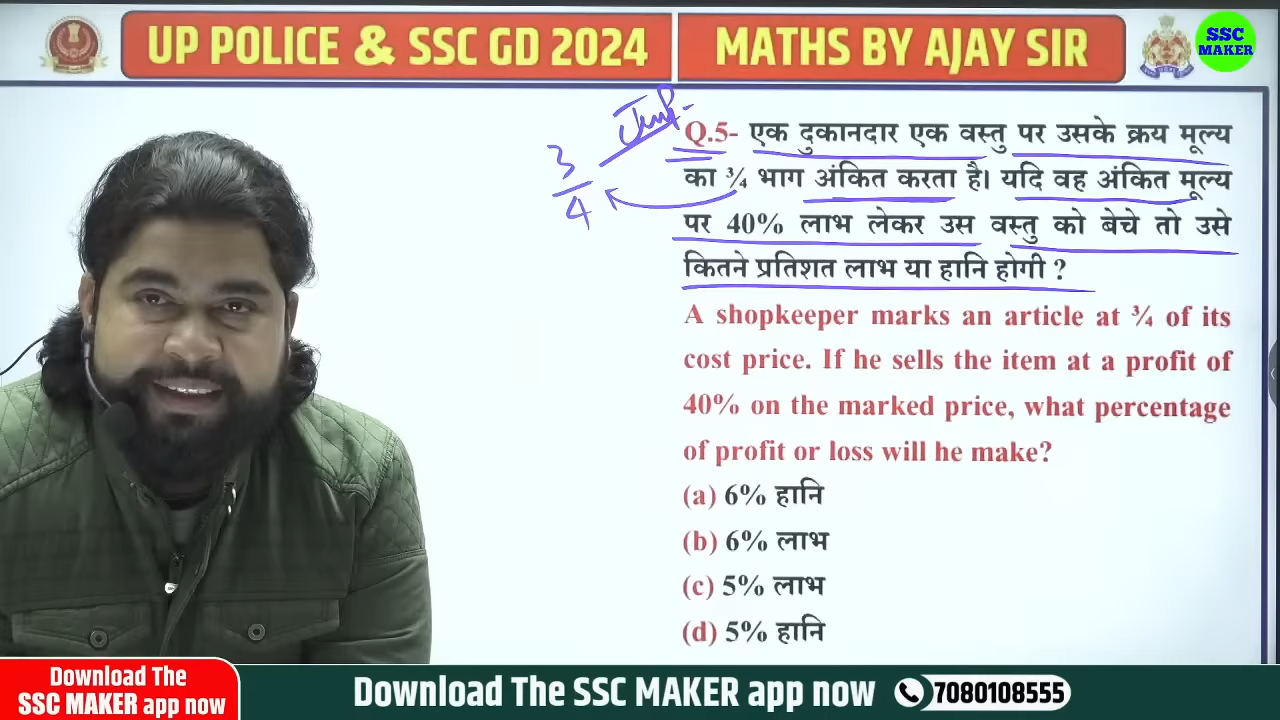 UP POLICE & SSC GD 2024
MATHS BY AJAY SIR
SSC
MAKER
Imp.
3/4
Q.5- एक दुकानदार एक वस्तु पर उसके क्रय मूल्य
का ¾ भाग अंकित करता है। यदि वह अंकित मूल्य
पर 40% लाभ लेकर उस वस्तु को बेचे तो उसे
कितने प्रतिशत लाभ या हानि होगी ?
A shopkeeper marks an article at ¾ of its
cost price. If he sells the item at a profit of
40% on the marked price, what percentage
of profit or loss will he make?
(a) 6% हानि
(b) 6% लाभ
(c) 5% लाभ
(d) 5% हानि
Download The
SSC MAKER app now
Download The SSC MAKER app now
7080108555